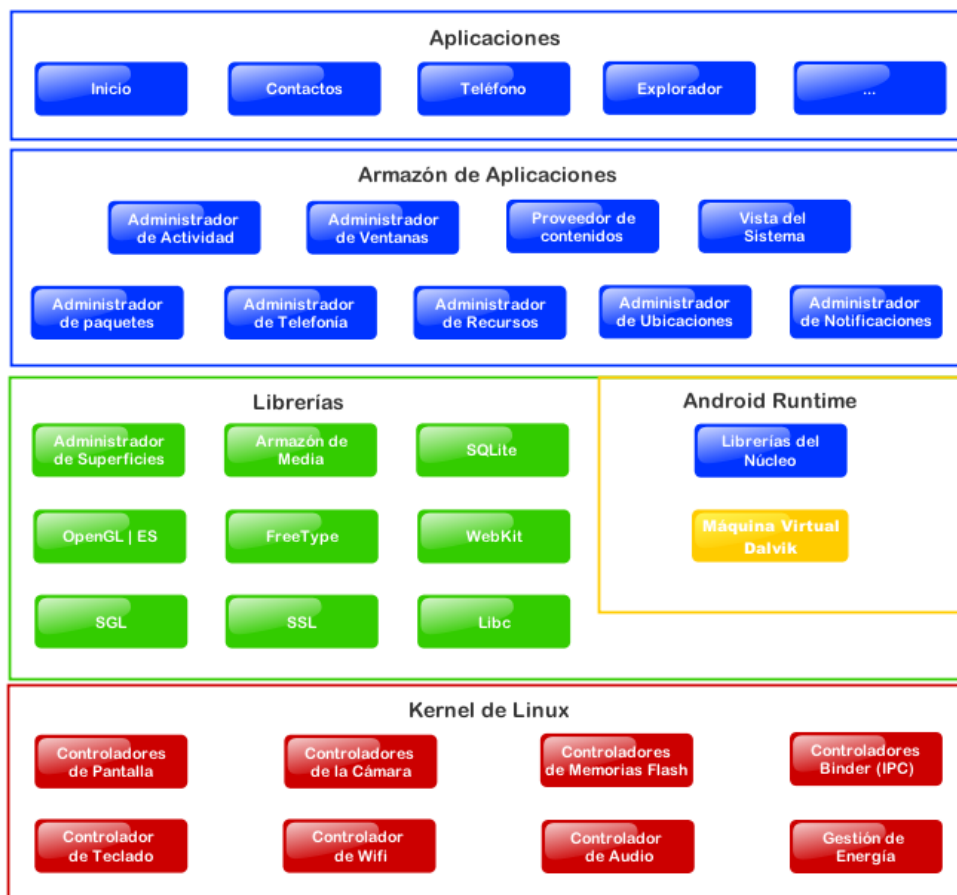 Aplicaciones
Inicio
Contactos
Teléfono
Explorador
...
Armazón de Aplicaciones
Administrador
de Actividad
Administrador
de Ventanas
Proveedor de
contenidos
Vista del
Sistema
Administrador
de paquetes
Administrador
de Telefonía
Administrador
de Recursos
Administrador
de Ubicaciones
Administrador
de Notificaciones
Librerías
Administrador
de Superficies
Armazón de
Media
SQLite
OpenGL | ES
FreeType
WebKit
SGL
SSL
Libc
Android Runtime
Librerías del
Núcleo
Máquina Virtual
Dalvik
Kernel de Linux
Controladores
de Pantalla
Controladores
de la Cámara
Controladores
de Memorias Flash
Controladores
Binder (IPC)
Controlador
de Teclado
Controlador
de Wifi
Controlador
de Audio
Gestión de
Energía